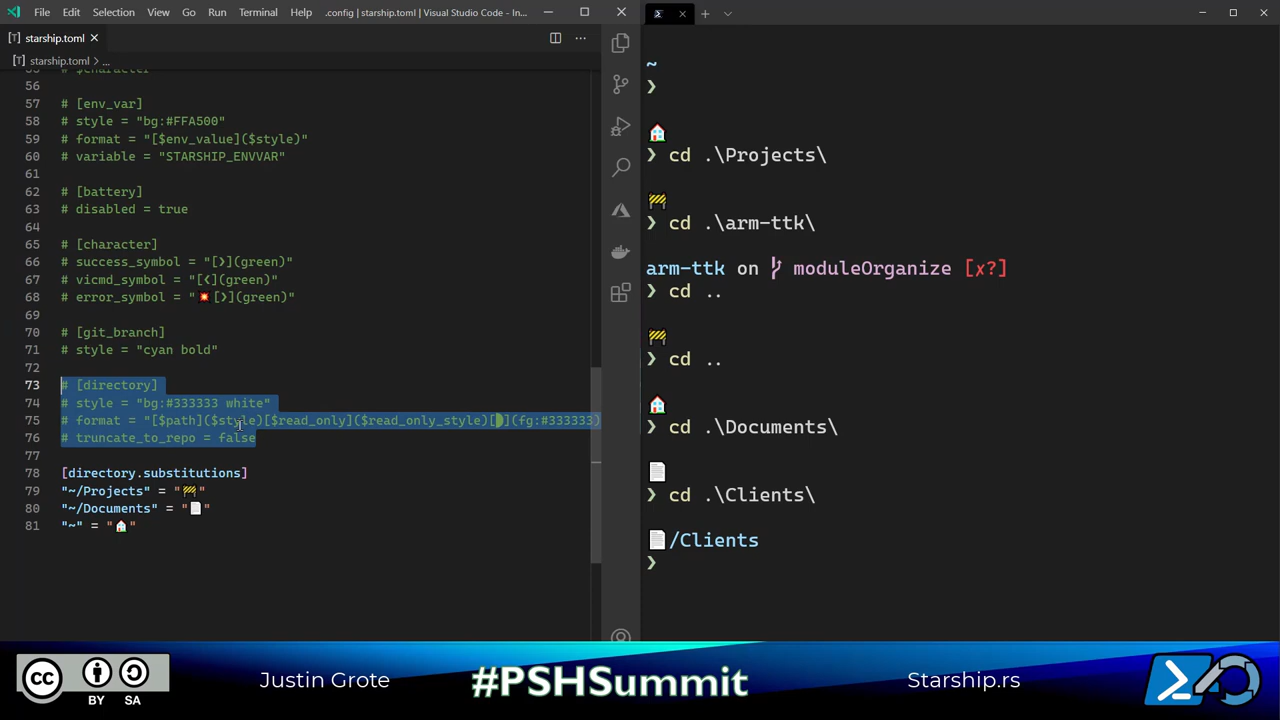 File Edit Selection View Go Run Terminal Help .config | starship.toml | Visual Studio Code - In...
[T] starship.toml
[T] starship.toml > ...
55 # $character
56
57 # [env_var]
58 # style = "bg:#FFA500"
59 # format = "[$env_value]($style)"
60 # variable = "STARSHIP_ENVVAR"
61
62 # [battery]
63 # disabled = true
64
65 # [character]
66 # success_symbol = "[❯](green)"
67 # vicmd_symbol = "[❮](green)"
68 # error_symbol = "💥[❯](green)"
69
70 # [git_branch]
71 # style = "cyan bold"
72
73 # [directory]
74 # style = "bg:#333333 white"
75 # format = "[$path]($style)[$read_only]($read_only_style)[](fg:#333333)
76 # truncate_to_repo = false
77
78 [directory.substitutions]
79 "~/Projects" = "🚧"
80 "~/Documents" = "📄"
81 "~" = "🏠"
~
❯
🏠
❯ cd .\Projects\
🚧
❯ cd .\arm-ttk\
arm-ttk on moduleOrganize [✗?]
❯ cd ..
🚧
❯ cd ..
🏠
❯ cd .\Documents\
📄
❯ cd .\Clients\
📄/Clients
❯
CC BY SA
Justin Grote
#PSHSummit
Starship.rs